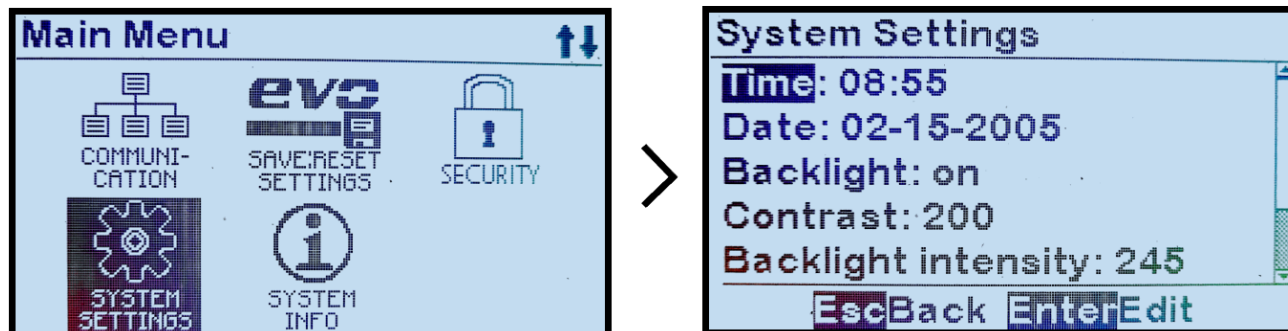 Main Menu
evo
COMMUNI-
CATION
SAVE:RESET
SETTINGS
SECURITY
SYSTEM
SETTINGS
SYSTEM
INFO
>
System Settings
Time: 08:55
Date: 02-15-2005
Backlight: on
Contrast: 200
Backlight intensity: 245
EscBack EnterEdit